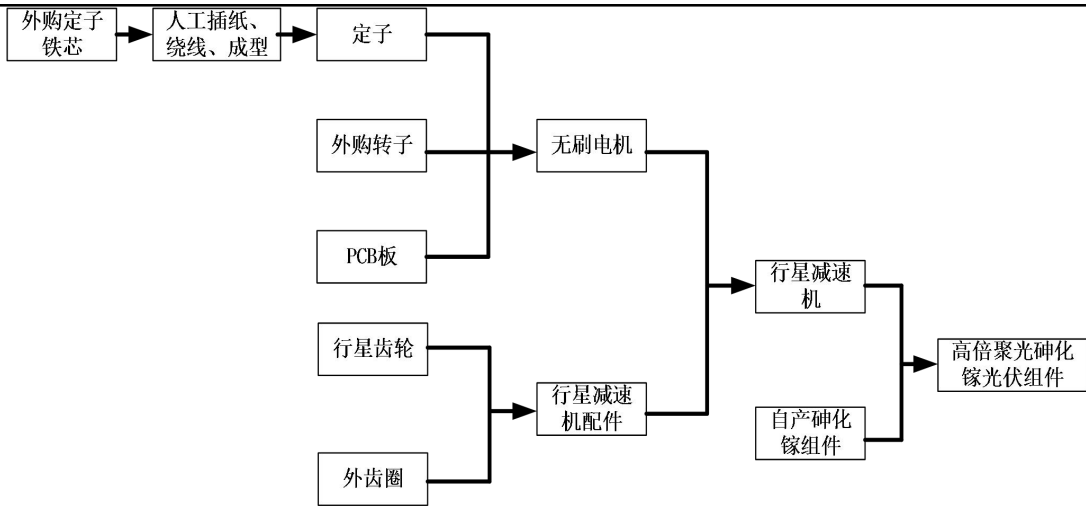 外购定子
铁芯
人工插纸、
绕线、成型
定子
外购转子
无刷电机
PCB板
行星减速
机
行星齿轮
高倍聚光砷化
镓光伏组件
行星减速
机配件
自产砷化
镓组件
外齿圈